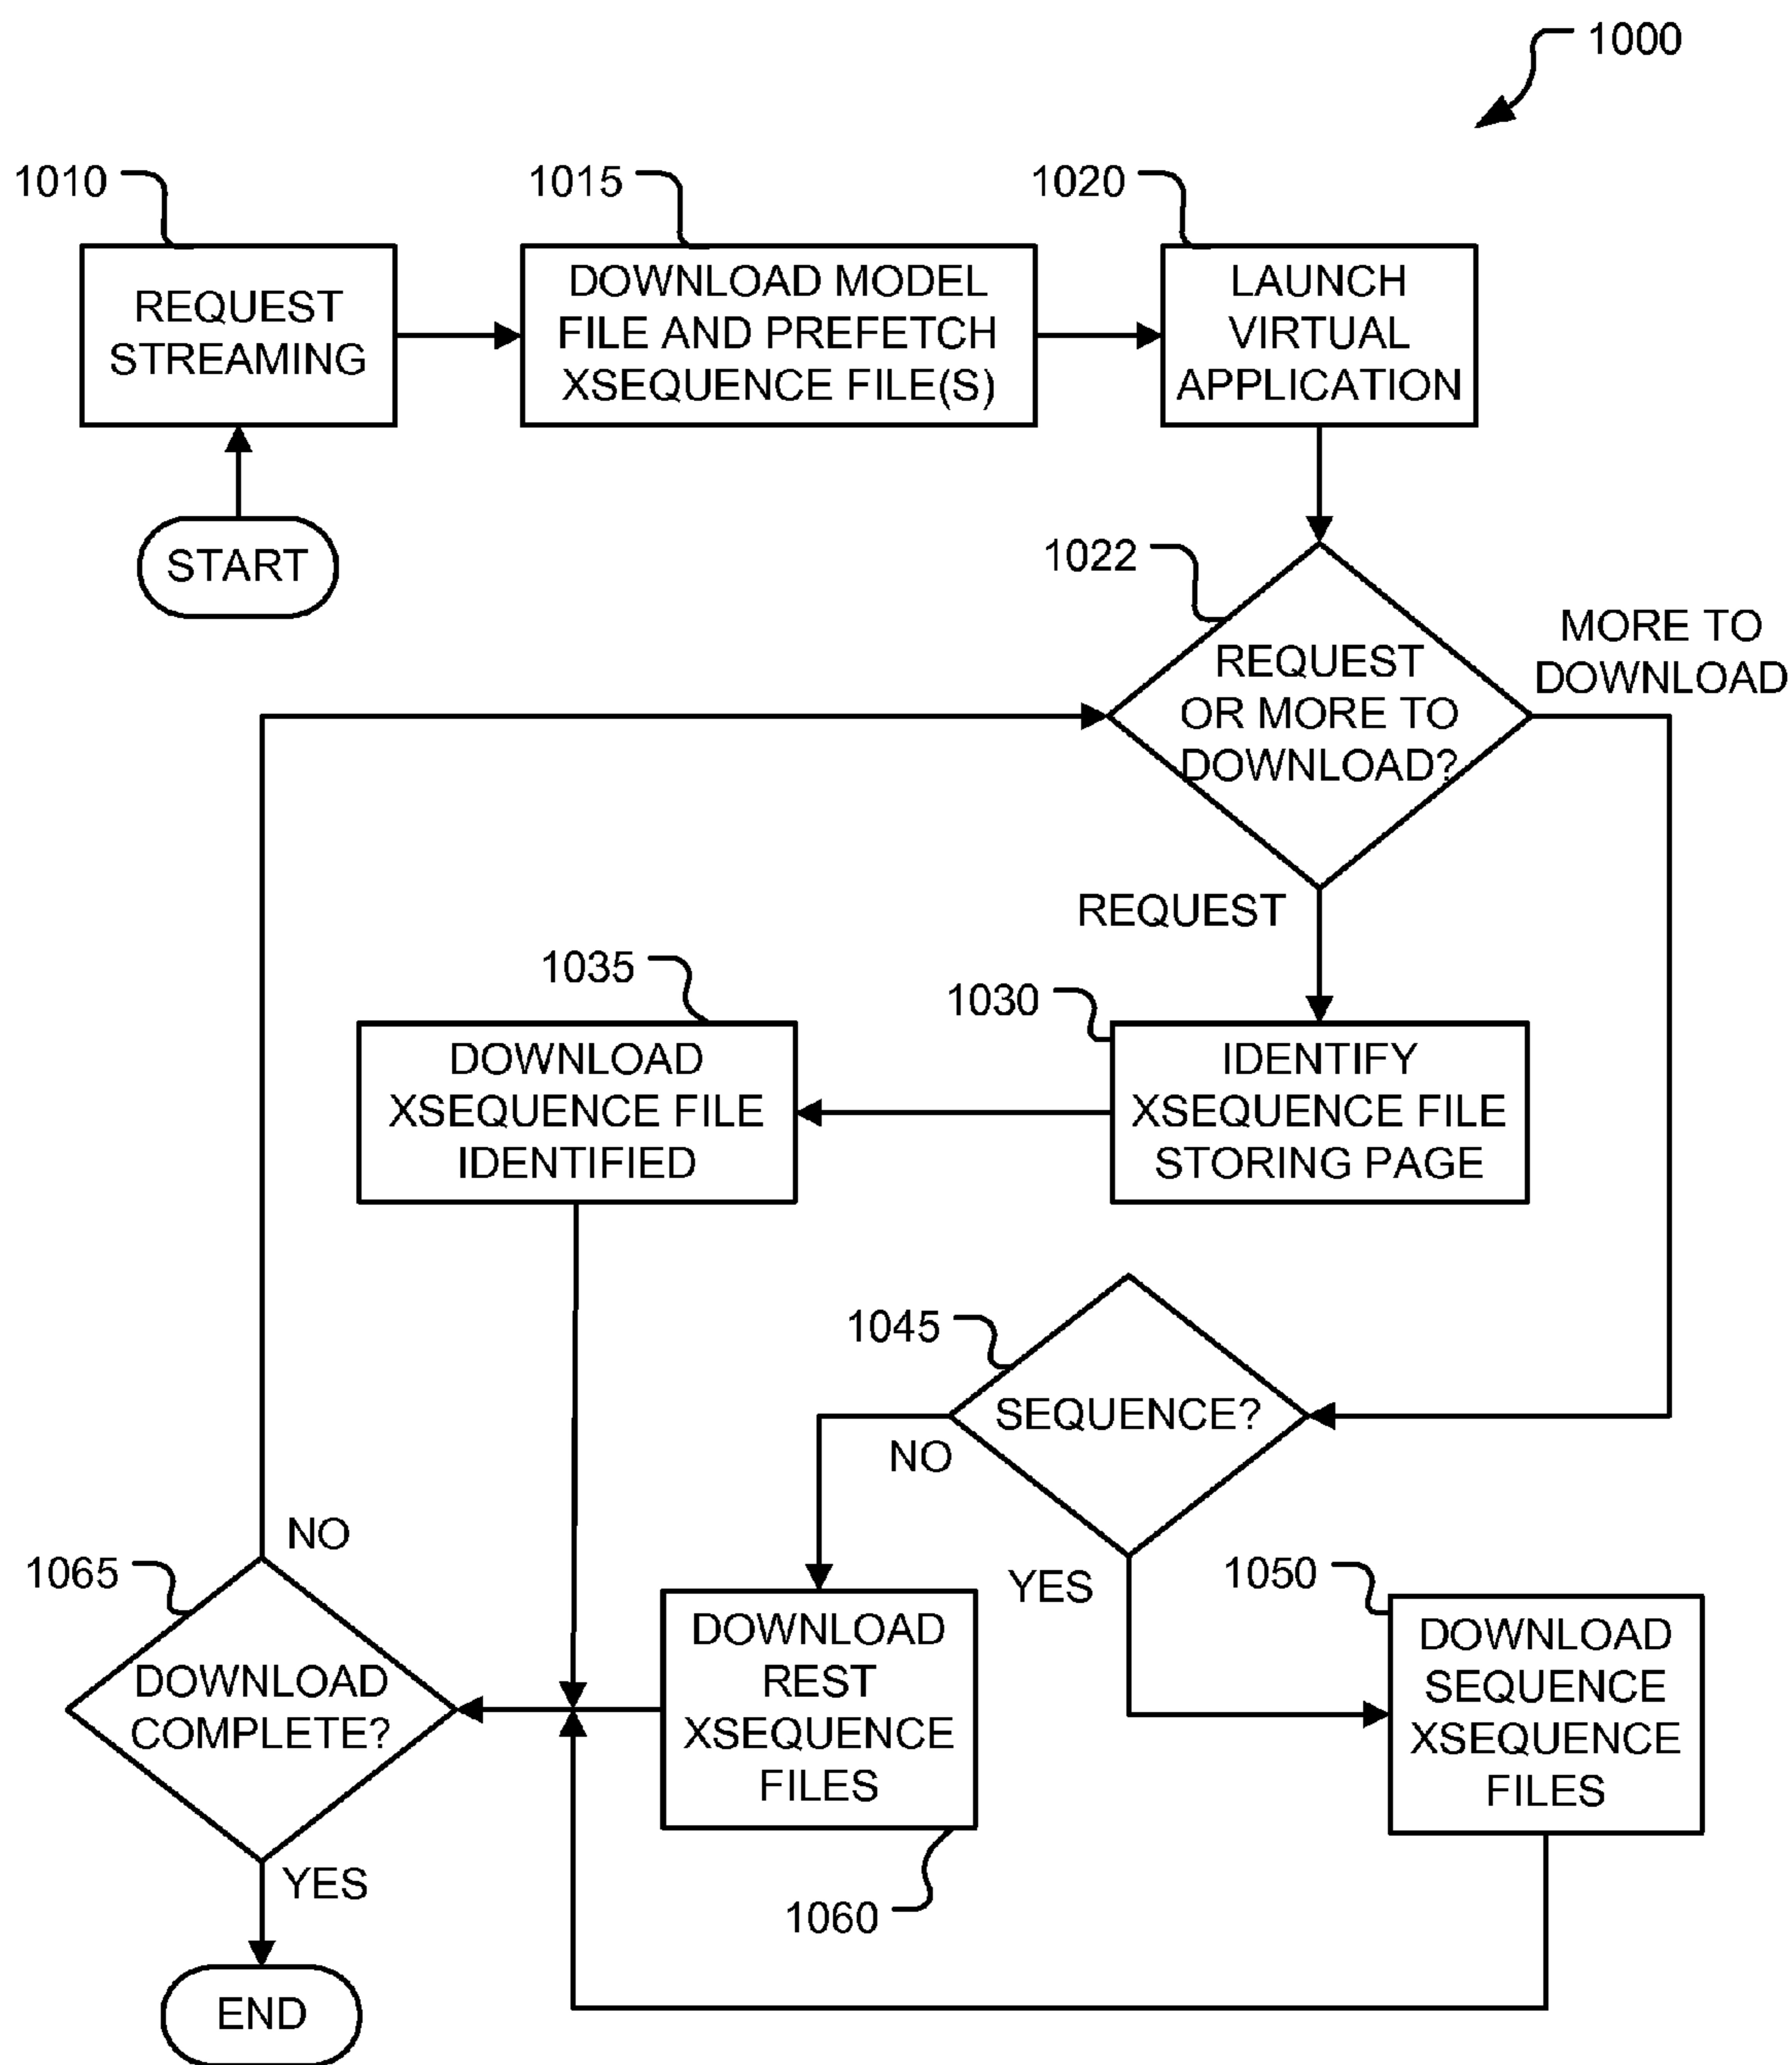 1000
1010
1015
1020
REQUEST
STREAMING
DOWNLOAD MODEL
FILE AND PREFETCH
XSEQUENCE FILE(S)
LAUNCH
VIRTUAL
APPLICATION
START
1022
REQUEST
OR MORE TO
DOWNLOAD?
MORE TO
DOWNLOAD
REQUEST
1035
1030
DOWNLOAD
XSEQUENCE FILE
IDENTIFIED
IDENTIFY
XSEQUENCE FILE
STORING PAGE
1045
SEQUENCE?
NO
YES
1065
NO
DOWNLOAD
COMPLETE?
YES
DOWNLOAD
REST
XSEQUENCE
FILES
1060
1050
DOWNLOAD
SEQUENCE
XSEQUENCE
FILES
END